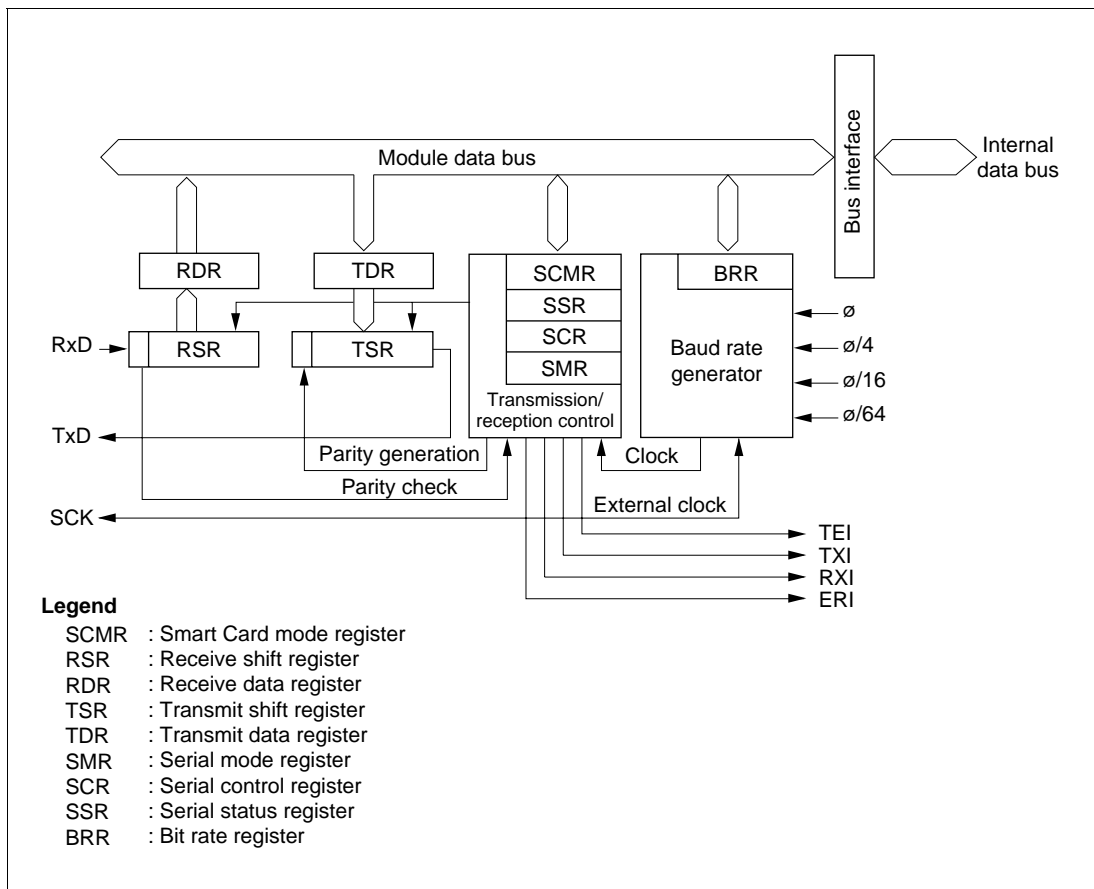 Module data bus
Bus interface
Internal
data bus
RDR
TDR
SCMR
SSR
SCR
SMR
Transmission/
reception control
BRR
Baud rate
generator
ø
ø/4
ø/16
ø/64
RxD
RSR
TSR
TxD
Parity generation
Parity check
Clock
SCK
External clock
TEI
TXI
RXI
ERI
Legend
SCMR : Smart Card mode register
RSR : Receive shift register
RDR : Receive data register
TSR : Transmit shift register
TDR : Transmit data register
SMR : Serial mode register
SCR : Serial control register
SSR : Serial status register
BRR : Bit rate register